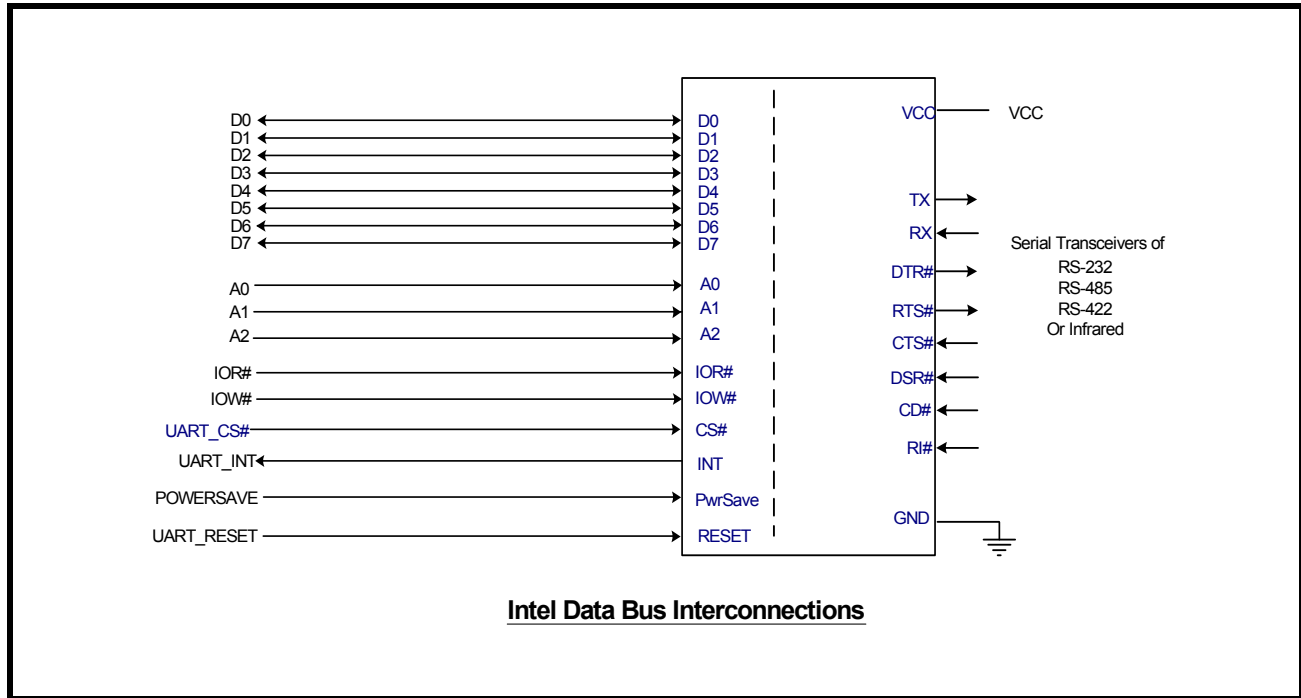 D0
D1
D2
D3
D4
D5
D6
D7
A0
A1
A2
IOR#
IOW#
UART_CS#
UART_INT
POWERSAVE
UART_RESET
D0
D1
D2
D3
D4
D5
D6
D7
A0
A1
A2
IOR#
IOW#
CS#
INT
PwrSave
RESET
VCC
TX
RX
DTR#
RTS#
CTS#
DSR#
CD#
RI#
GND
VCC
Serial Transceivers of
RS-232
RS-485
RS-422
Or Infrared
Intel Data Bus Interconnections